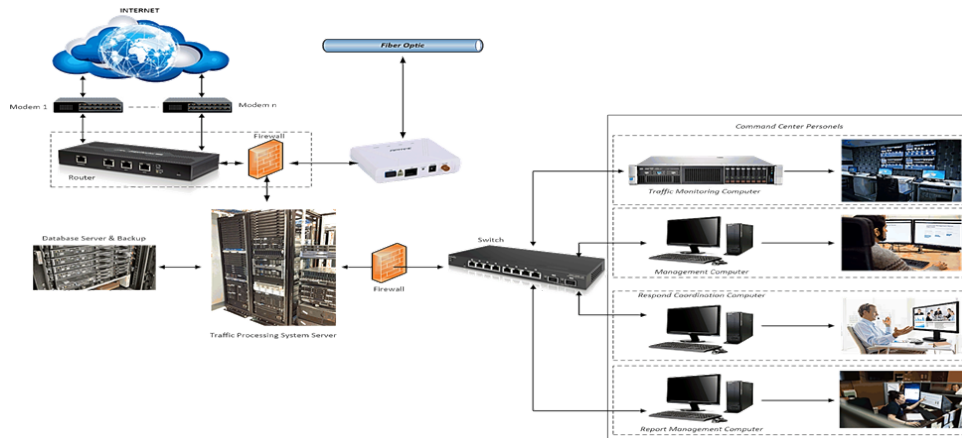 INTERNET
Fiber Optic
Modem 1
Modem n
Firewall
Router
Command Center Personels
Traffic Monitoring Computer
Database Server & Backup
Switch
Management Computer
Firewall
Respond Coordination Computer
Traffic Processing System Server
Report Management Computer